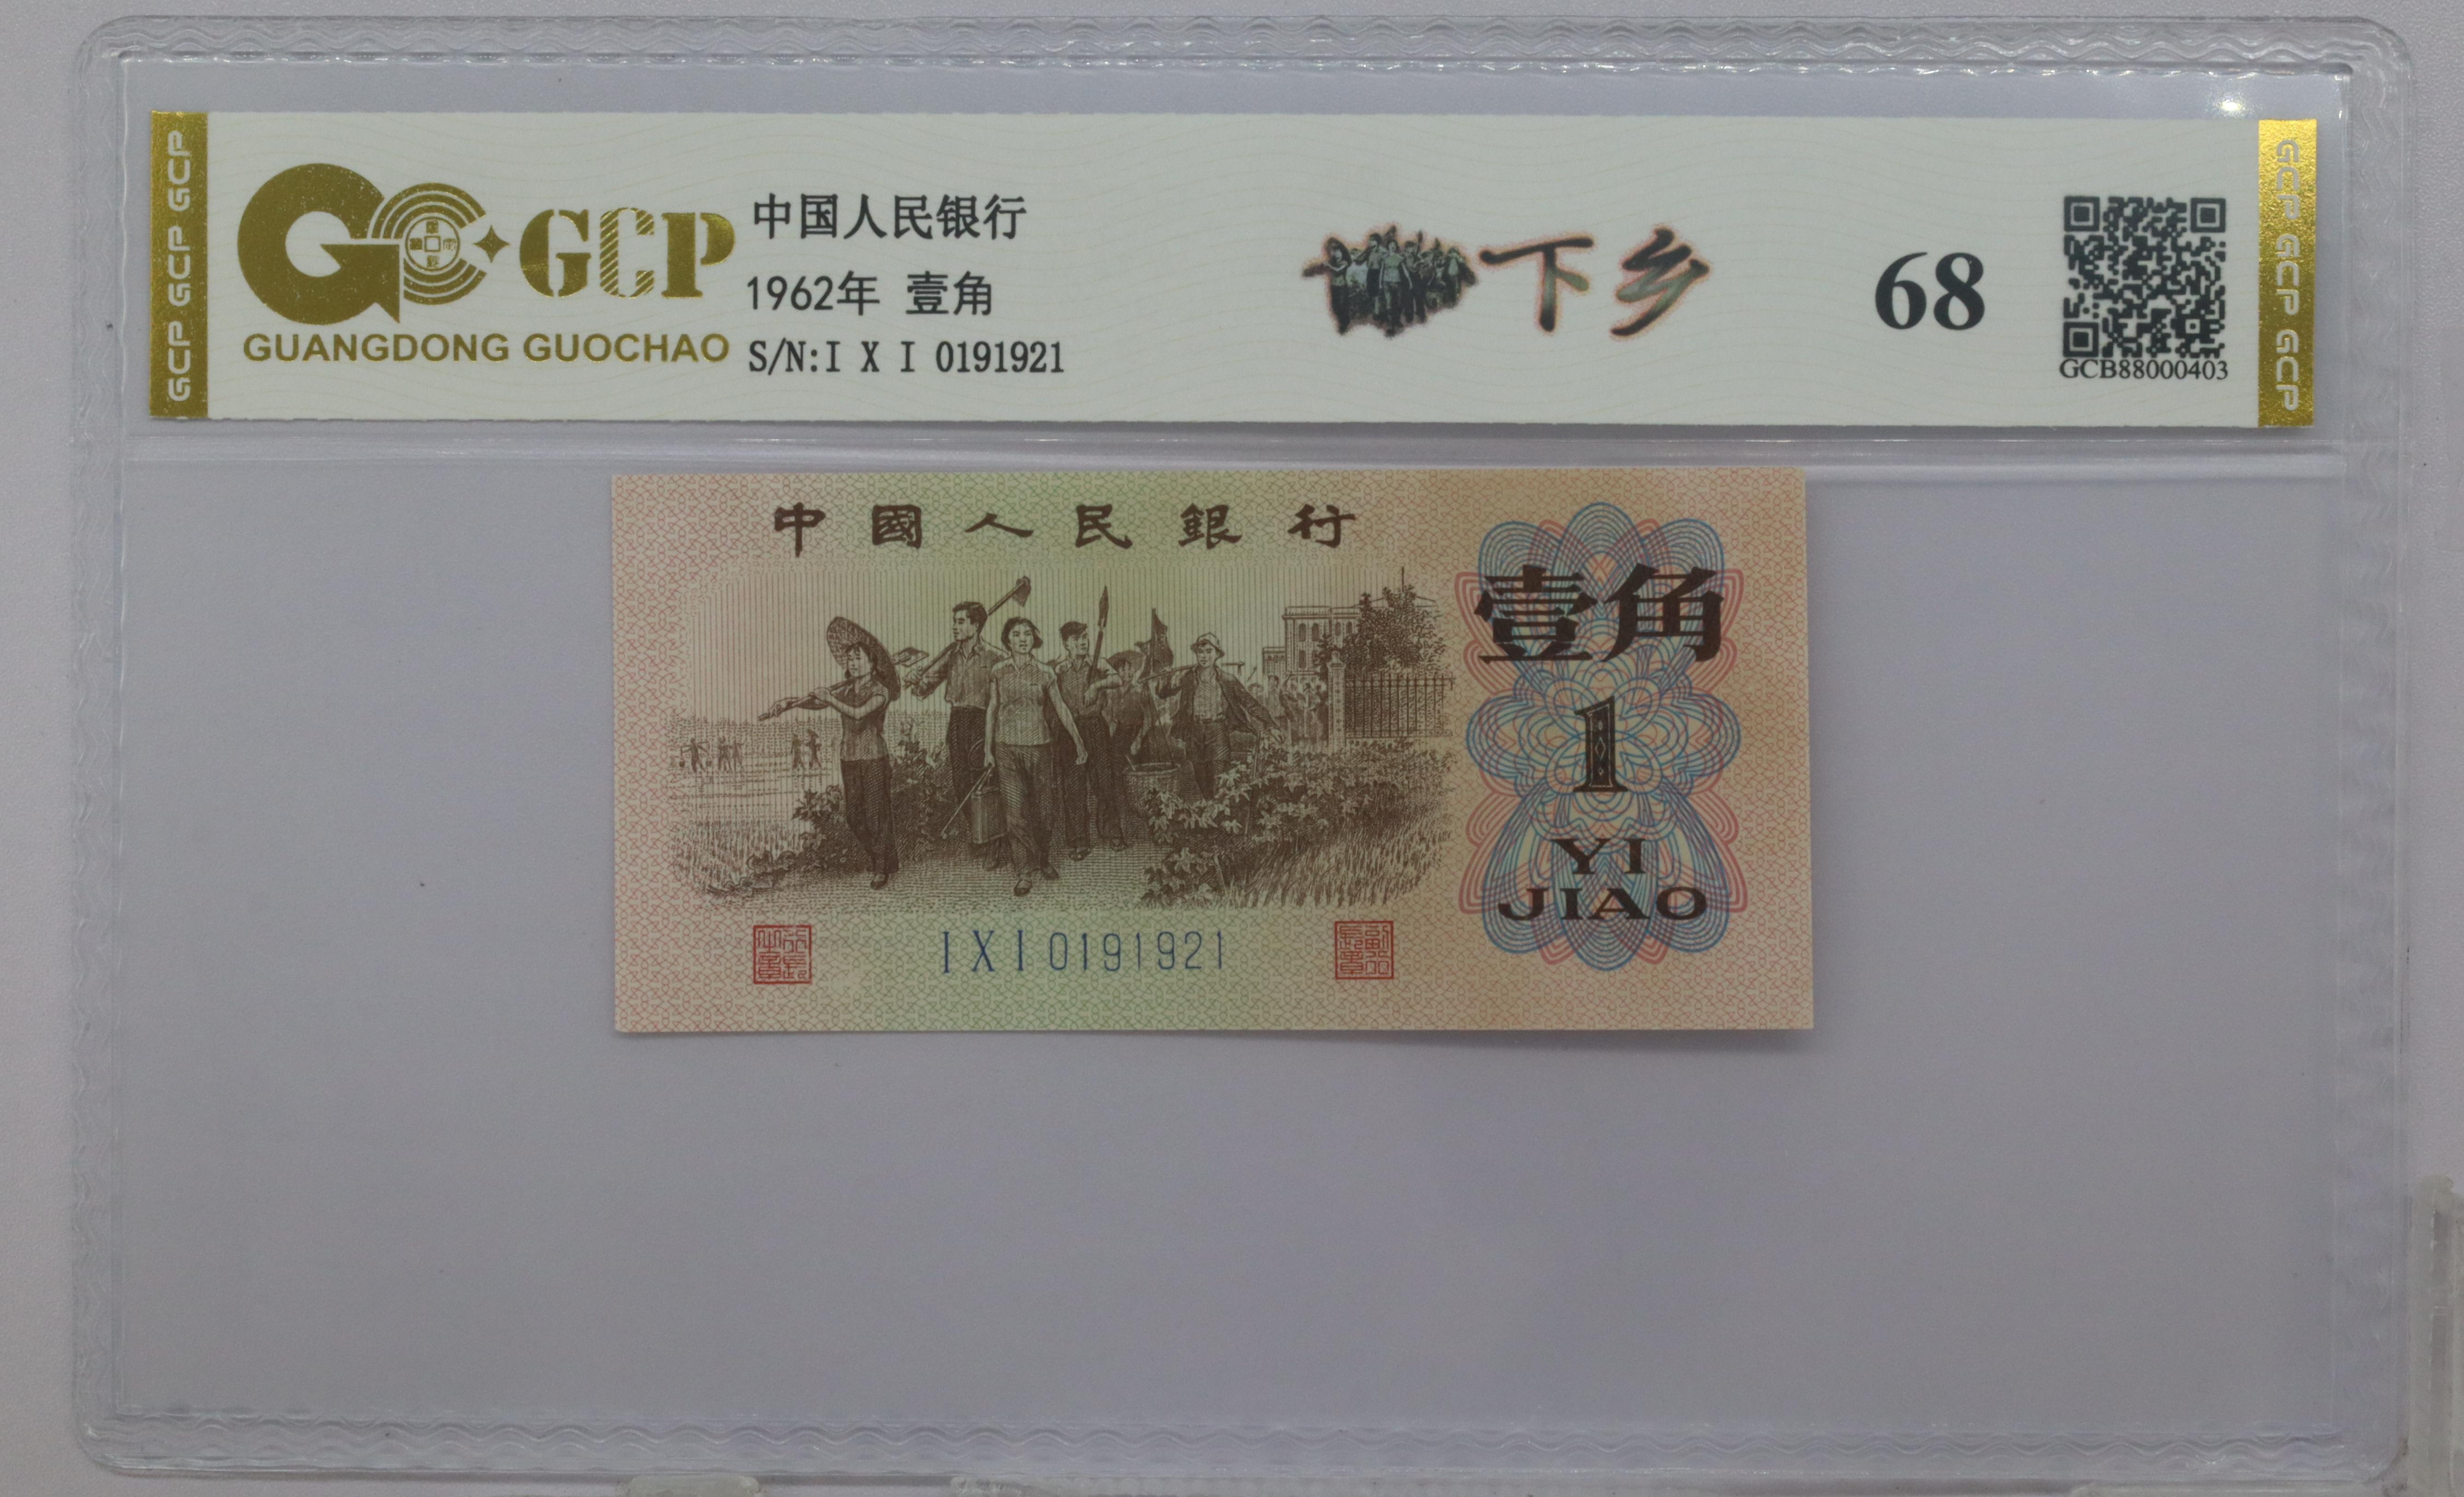 GCP GCP GCP
GCP
GUANGDONG GUOCHAO
中国人民银行
1962年 壹角
S/N:I X I 0191921
下乡
68
GCB88000403
GCP GCP GCP
中國人民銀行
壹角
1
YI
JIAO
I X I 0191921